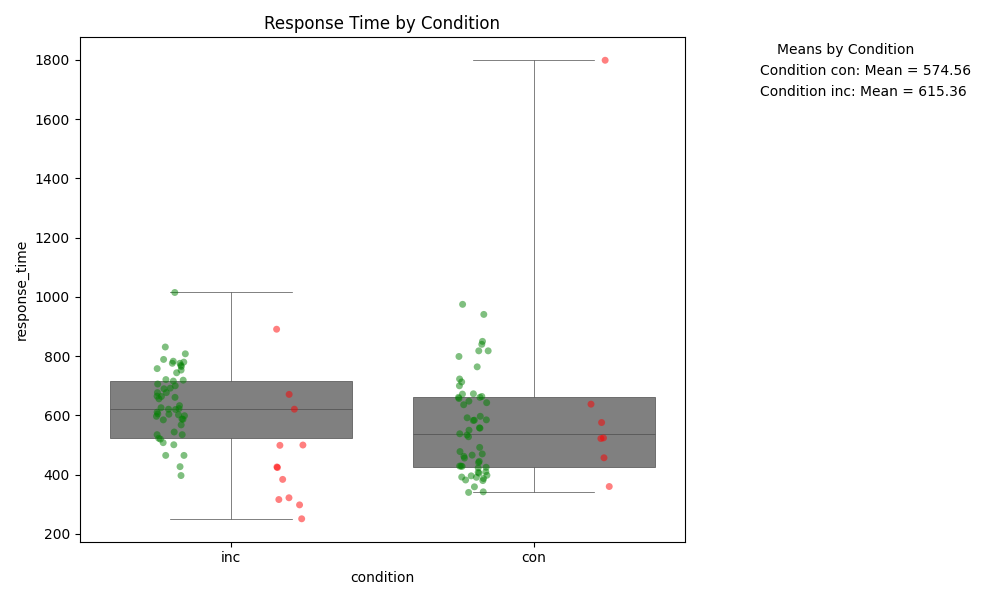 Response Time by Condition
Means by Condition
Condition con: Mean = 574.56
Condition inc: Mean = 615.36
response_time
1800
1600
1400
1200
1000
800
600
400
200
inc
con
condition